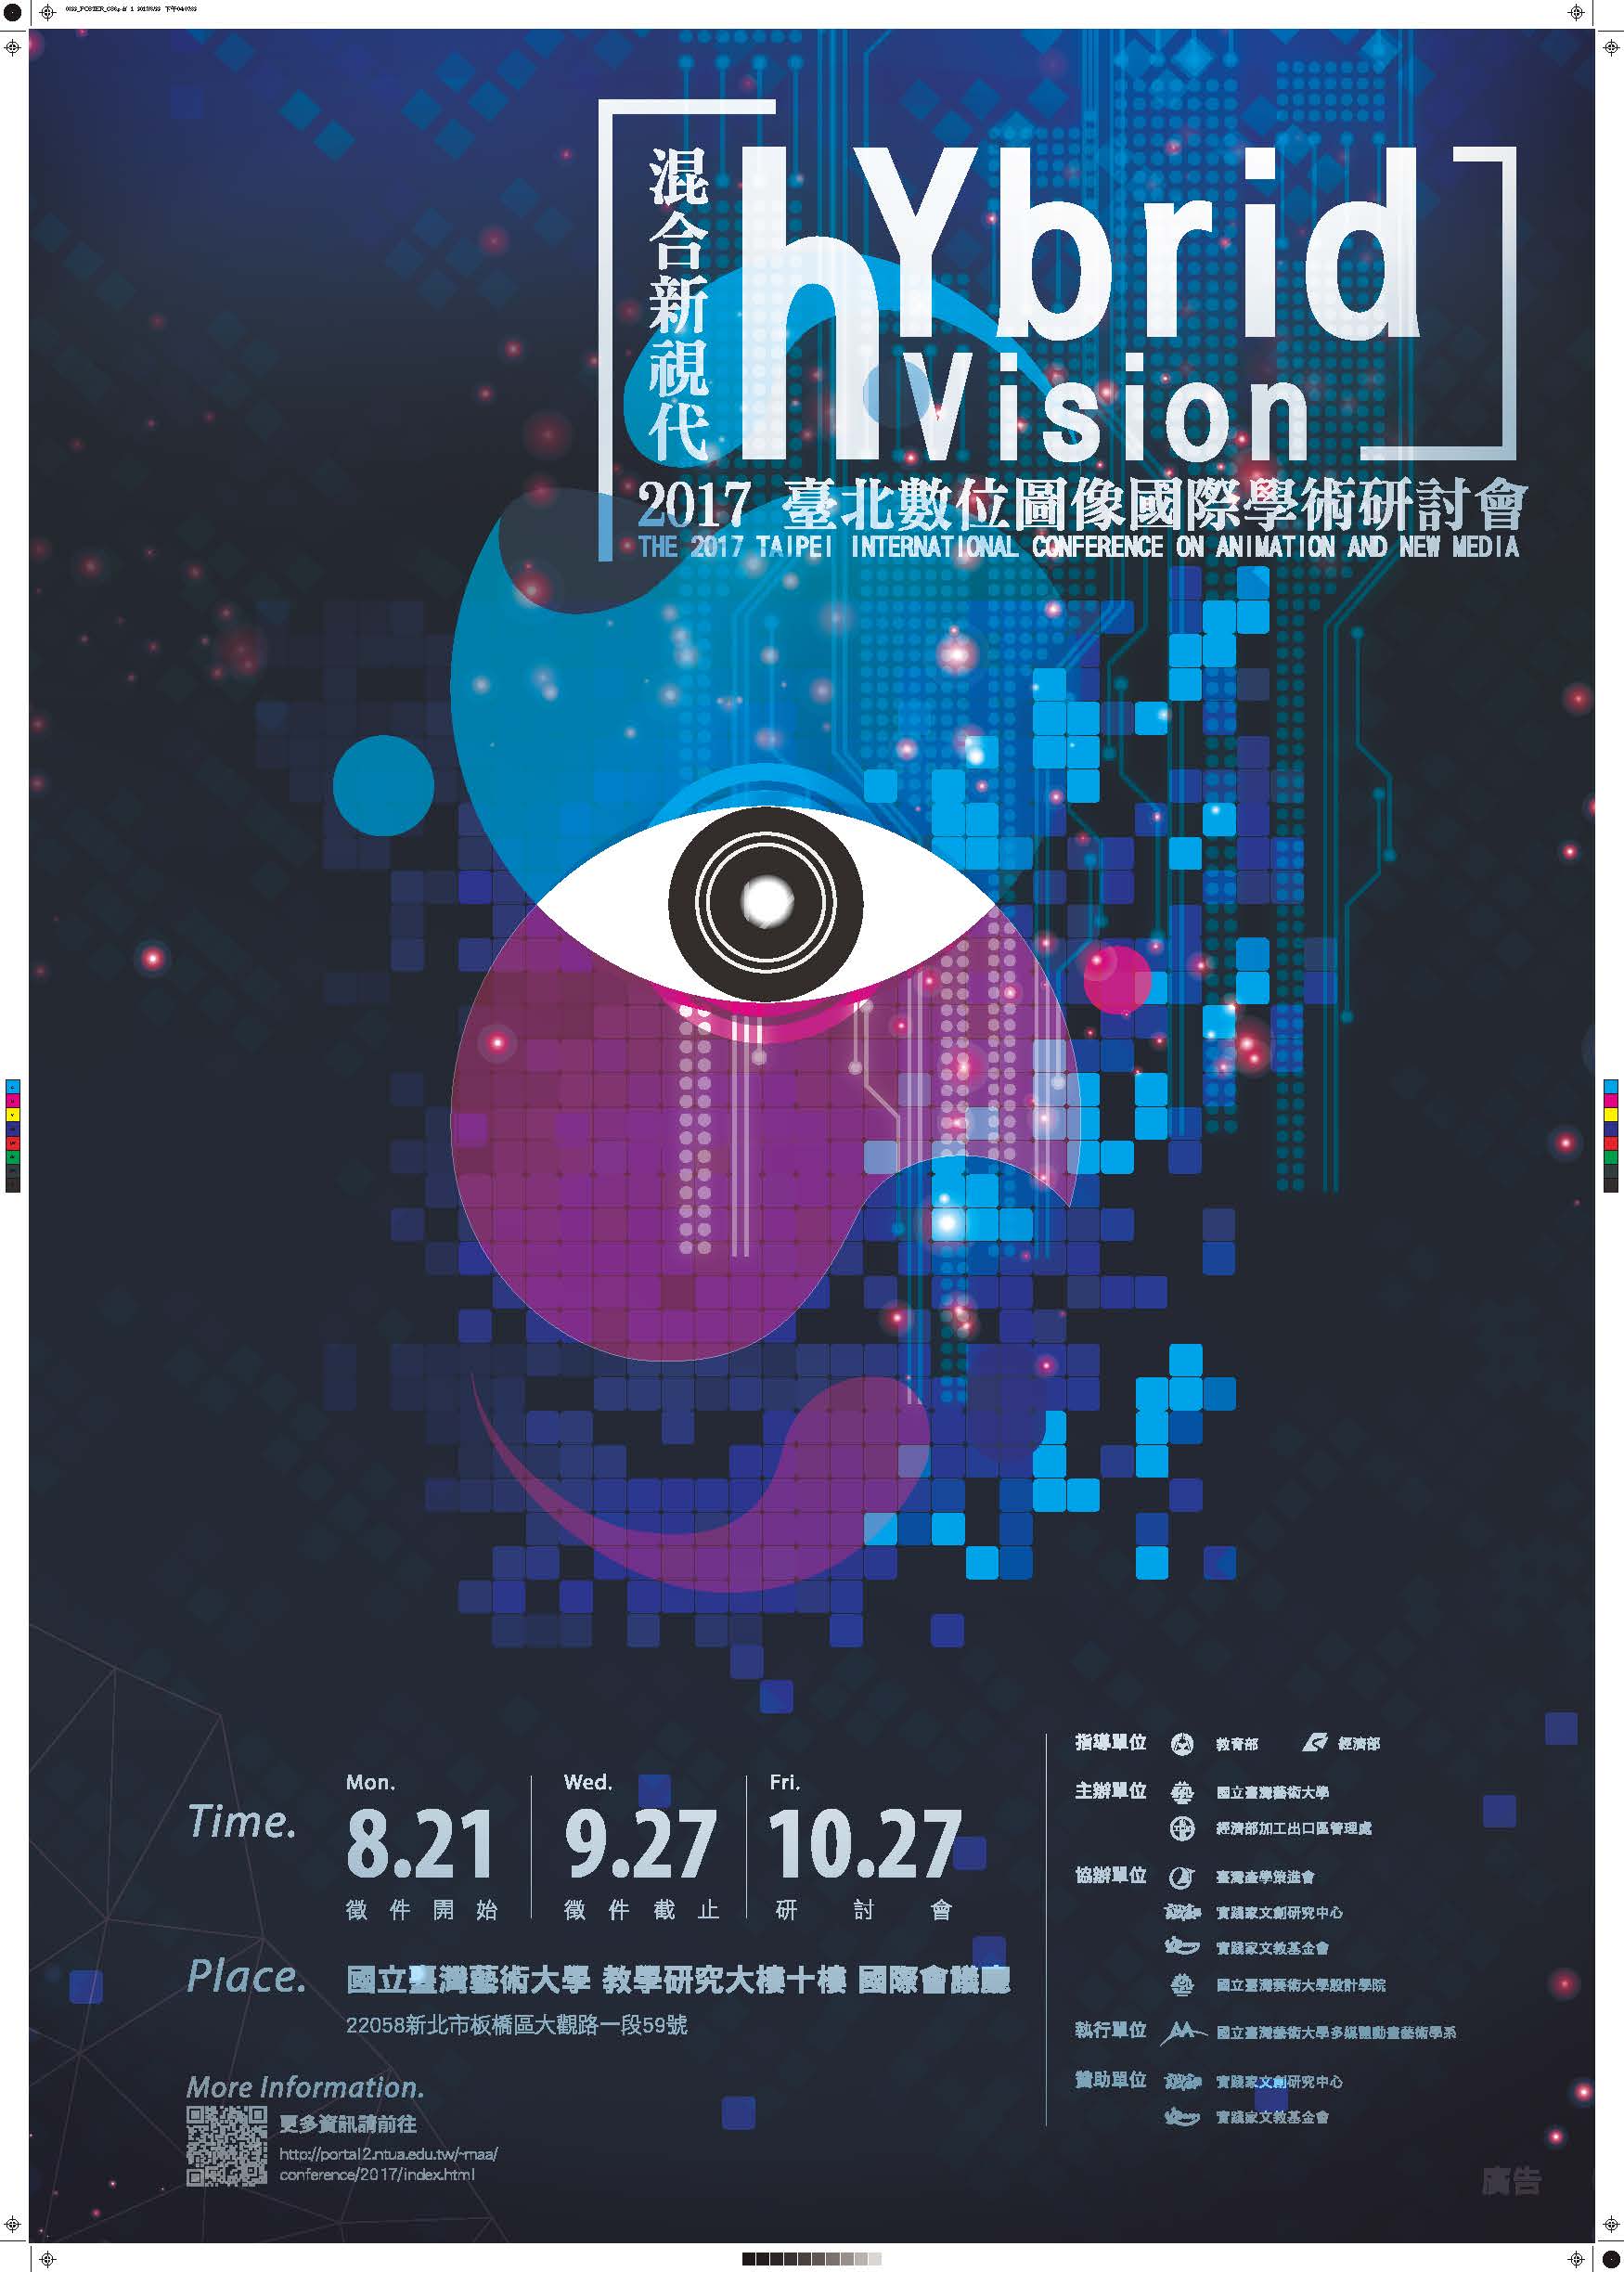 混合新視代
hYbrid
Vision
2017 臺北數位圖像國際學術研討會
THE 2017 TAIPEI INTERNATIONAL CONFERENCE ON ANIMATION AND NEW MEDIA
Time.
Mon.
8.21
徵件開始
Wed.
9.27
徵件截止
Fri.
10.27
研討會
Place.
國立臺灣藝術大學 教學研究大樓十樓 國際會議廳
22058新北市板橋區大觀路一段59號
More Information.
更多資訊請前往
http://portal2.ntua.edu.tw/~maa/
conference/2017/index.html
指導單位 教育部 經濟部
主辦單位 國立臺灣藝術大學
經濟部加工出口區管理處
協辦單位 臺灣產學策進會
實踐家文創研究中心
實踐家文教基金會
國立臺灣藝術大學設計學院
執行單位 國立臺灣藝術大學多媒體動畫藝術學系
贊助單位 實踐家文創研究中心
實踐家文教基金會
廣告